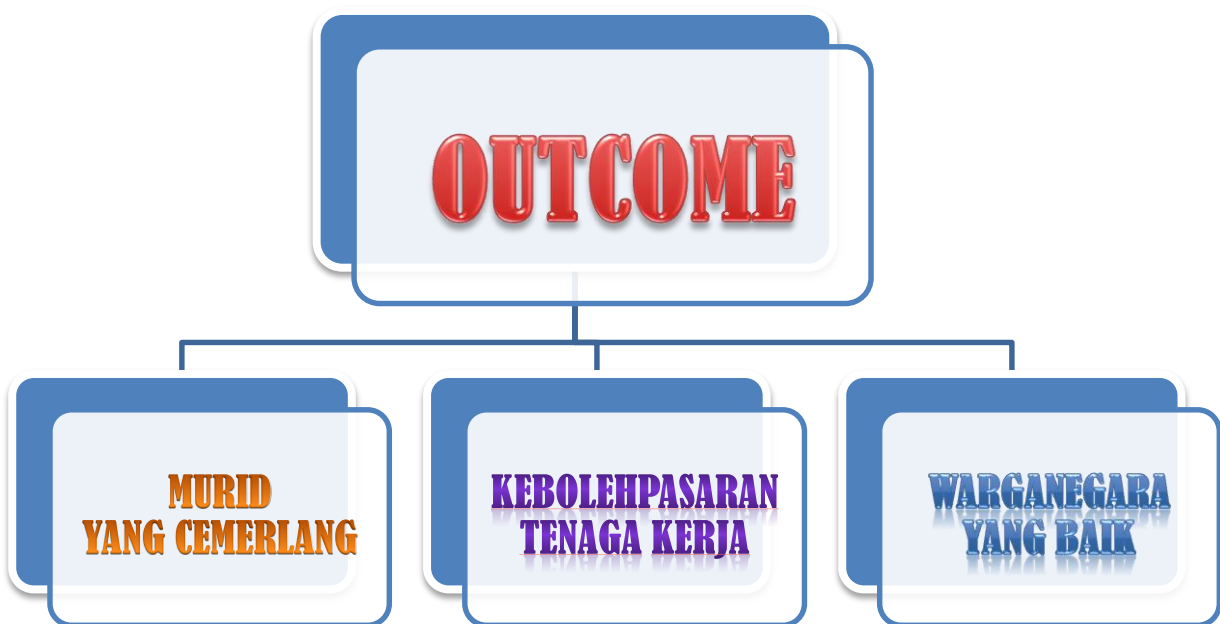 OUTCOME
MURID
YANG CEMERLANG
KEBOLEHPASARAN
TENAGA KERJA
WARGANEGARA
YANG BAIK